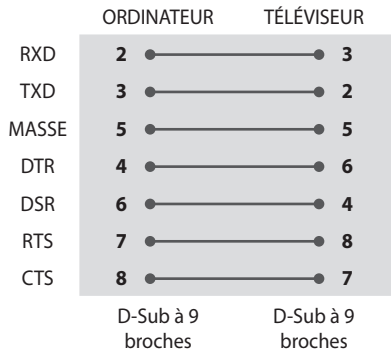 ORDINATEUR TÉLÉVISEUR
RXD 2 3
TXD 3 2
MASSE 5 5
DTR 4 6
DSR 6 4
RTS 7 8
CTS 8 7
D-Sub à 9 D-Sub à 9
broches broches